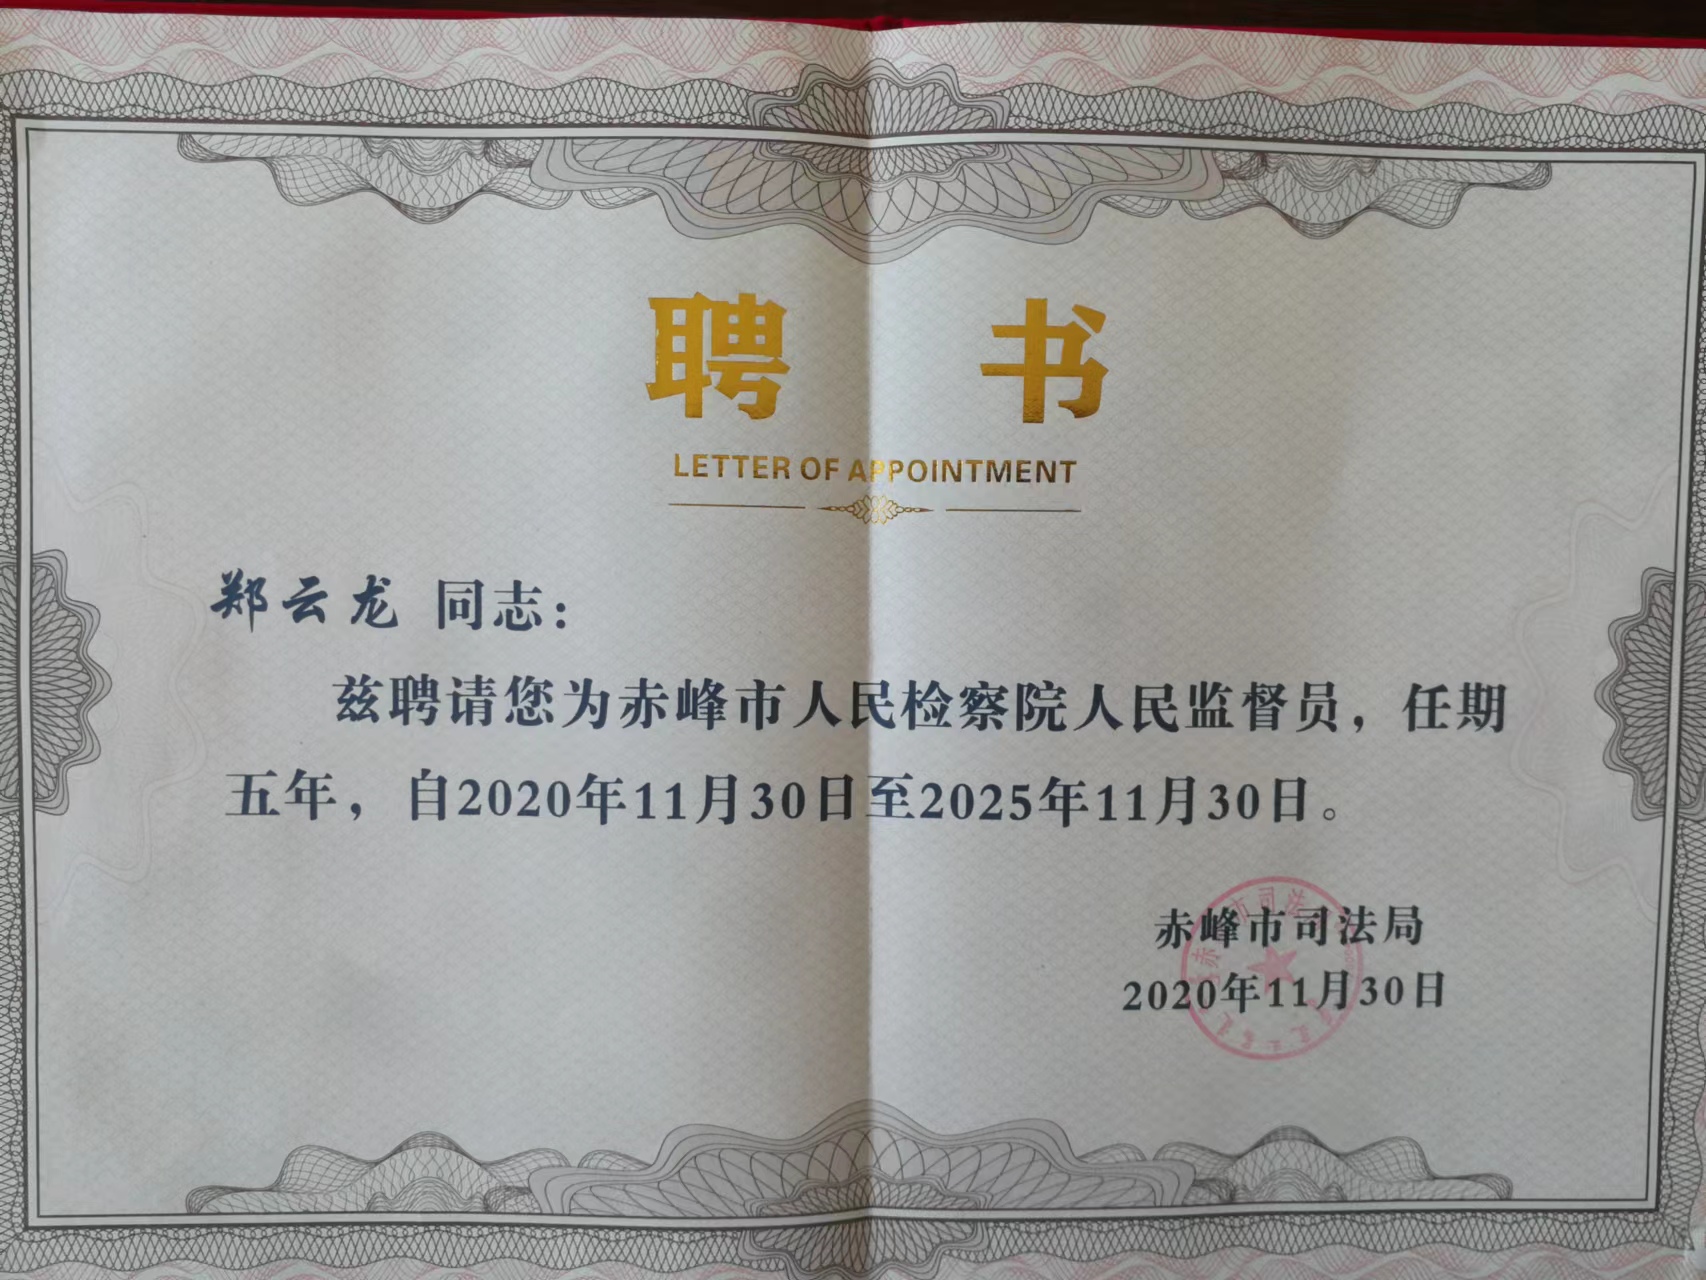 聘 书
LETTER OF APPOINTMENT
郑云龙 同志：
兹聘请您为赤峰市人民检察院人民监督员，任期
五年，自2020年11月30日至2025年11月30日。
赤峰市司法局
2020年11月30日